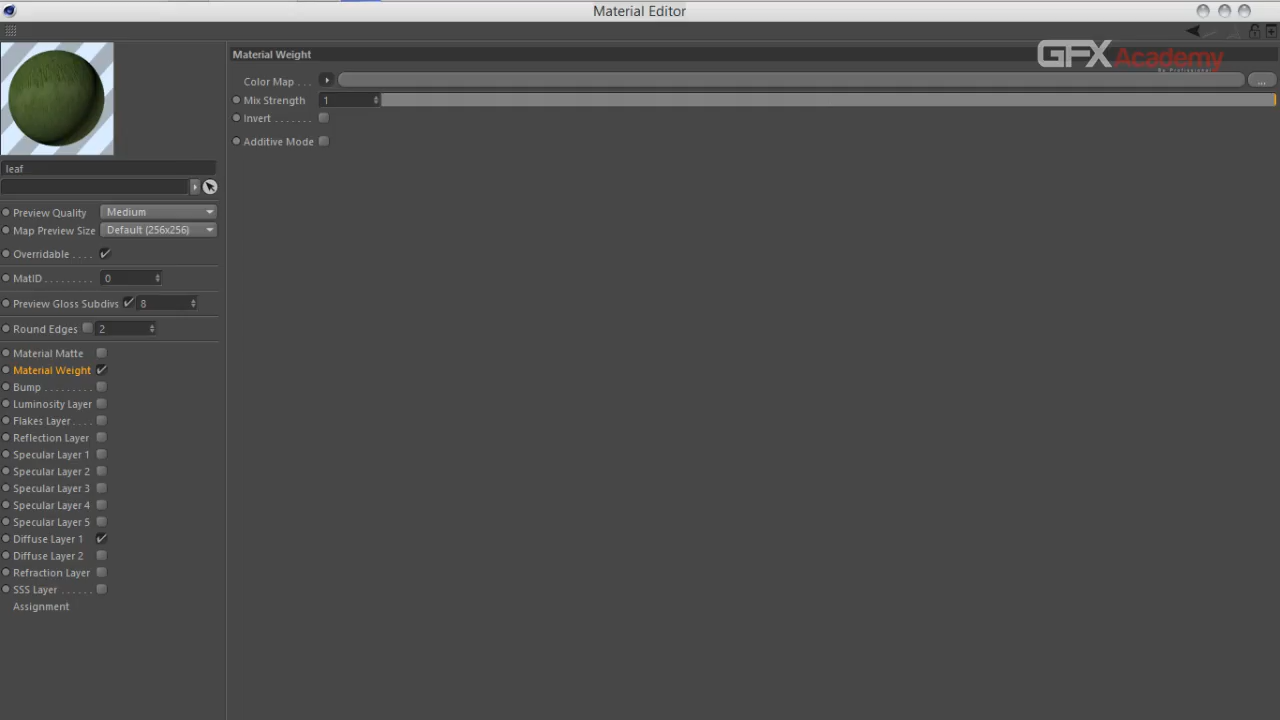 Material Editor
GFX Academy
By Professional
Material Weight
Color Map . . .
...
Mix Strength 1
Invert . . . . . . .
Additive Mode
leaf
Preview Quality Medium
Map Preview Size Default (256x256)
Overridable . . . .
MatID . . . . . . . . . 0
Preview Gloss Subdivs 8
Round Edges 2
Material Matte
Material Weight
Bump . . . . . . . . .
Luminosity Layer
Flakes Layer . . . .
Reflection Layer
Specular Layer 1
Specular Layer 2
Specular Layer 3
Specular Layer 4
Specular Layer 5
Diffuse Layer 1
Diffuse Layer 2
Refraction Layer
SSS Layer . . . . . .
Assignment